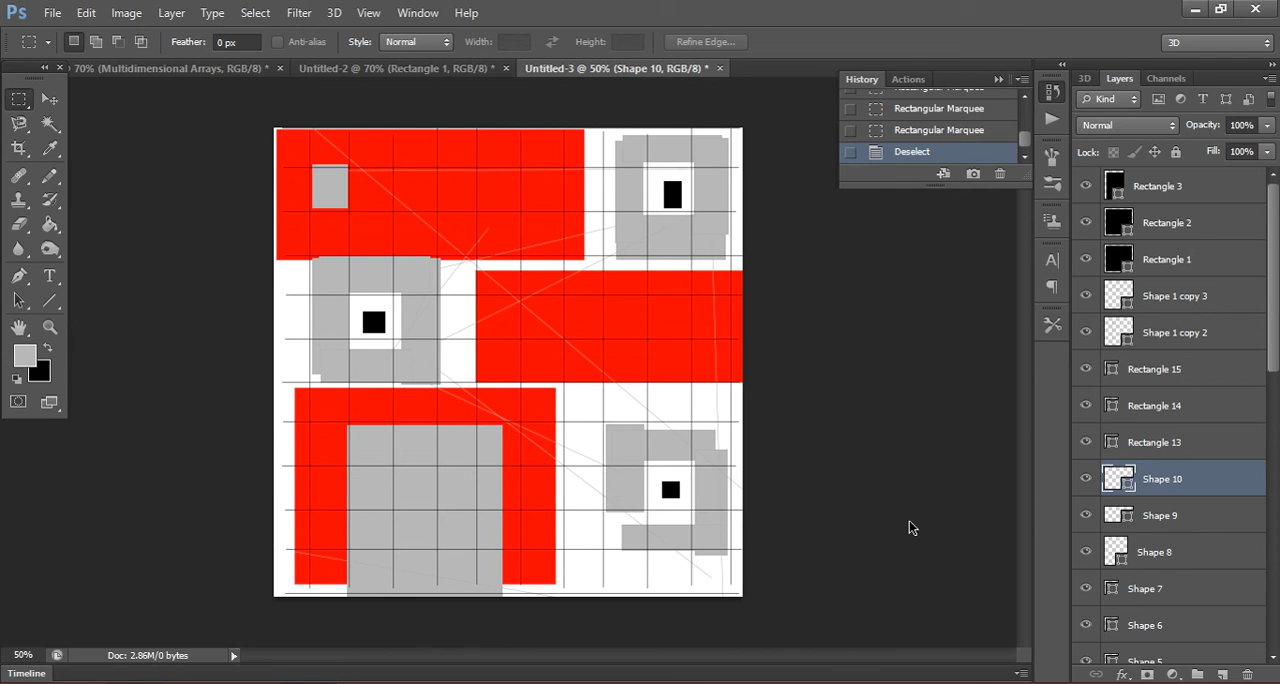 Ps File Edit Image Layer Type Select Filter 3D View Window Help
Feather: 0 px Anti-alias Style: Normal Width: Height: Refine Edge... 3D
70% (Multidimensional Arrays, RGB/8) * × Untitled-2 @ 70% (Rectangle 1, RGB/8) * × Untitled-3 @ 50% (Shape 10, RGB/8) * ×
History Actions
Rectangular Marquee
Rectangular Marquee
Rectangular Marquee
Deselect
3D Layers Channels
Kind
Normal Opacity: 100%
Lock: Fill: 100%
Rectangle 3
Rectangle 2
Rectangle 1
Shape 1 copy 3
Shape 1 copy 2
Rectangle 15
Rectangle 14
Rectangle 13
Shape 10
Shape 9
Shape 8
Shape 7
Shape 6
Shape 5
50% Doc: 2.86M/0 bytes
Timeline